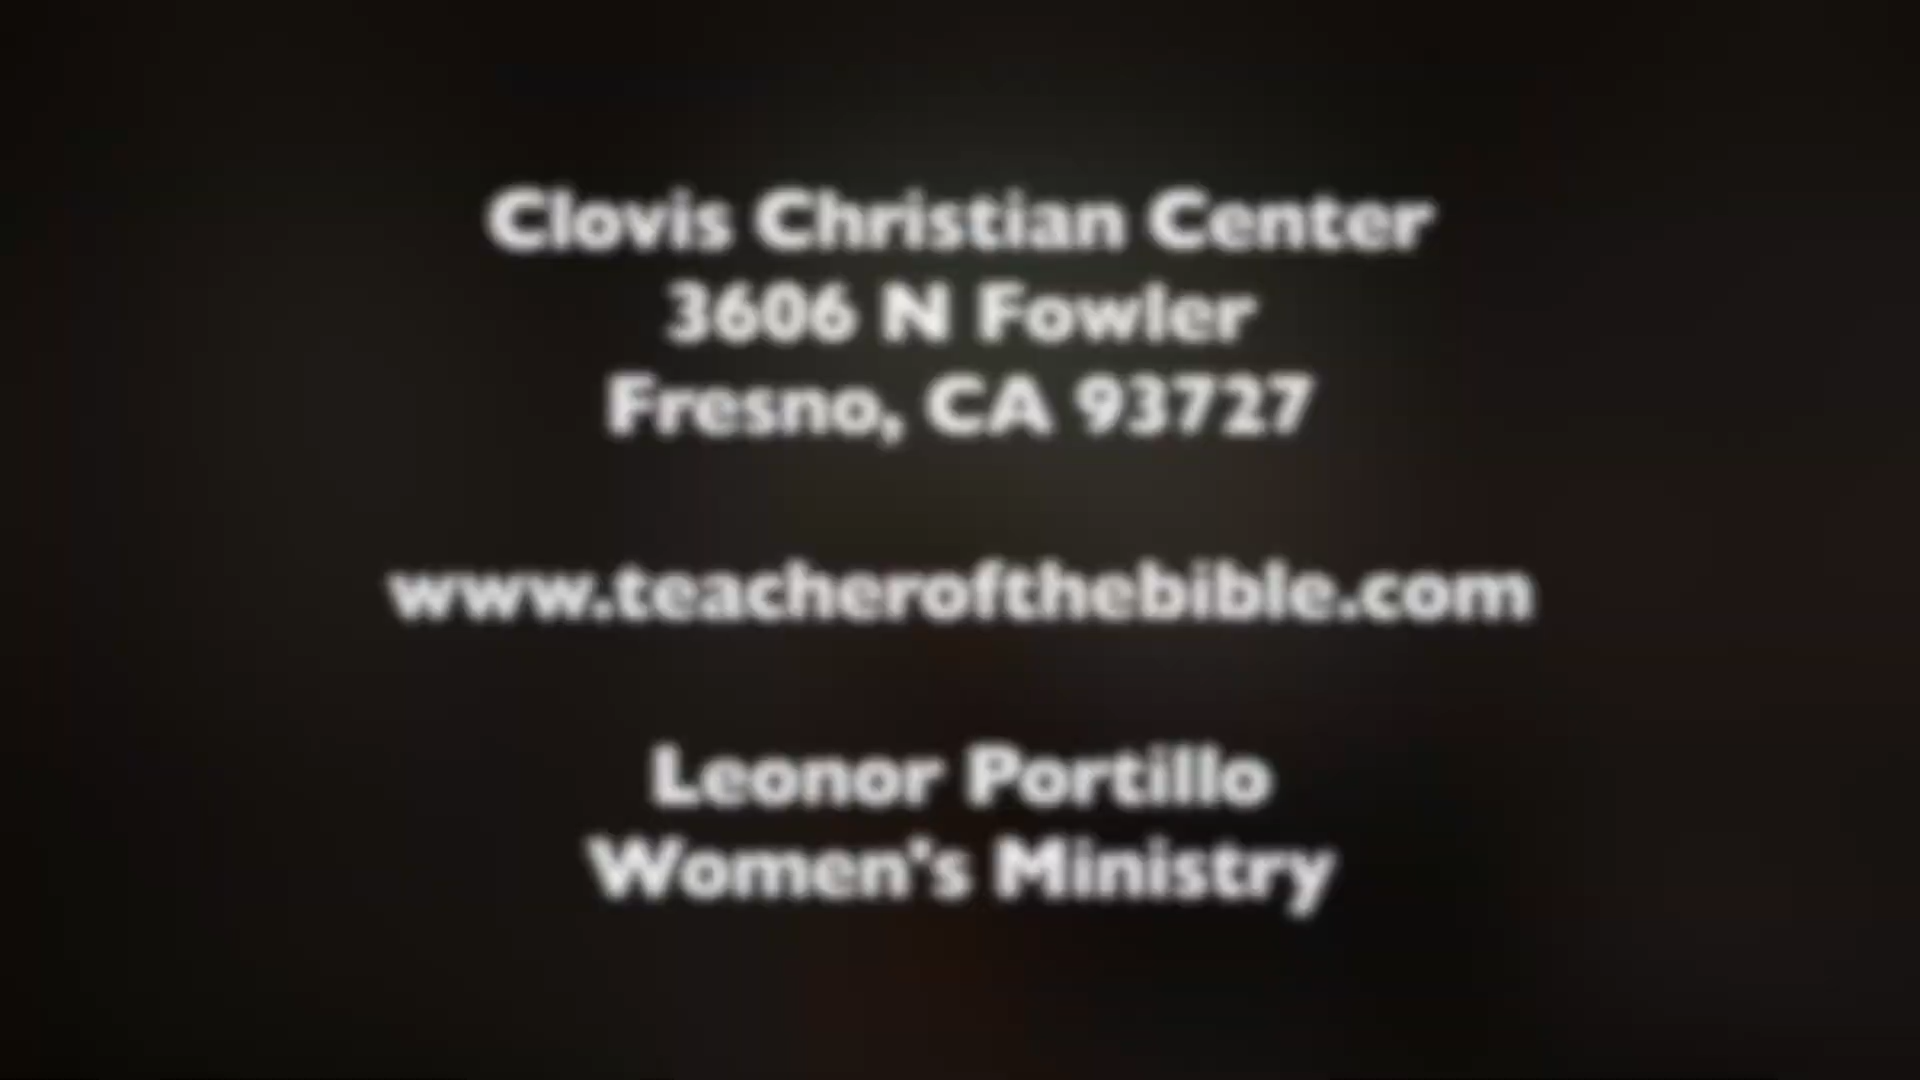 Clovis Christian Center
3606 N Fowler
Fresno, CA 93727
www.teacherofthebible.com
Leonor Portillo
Women's Ministry